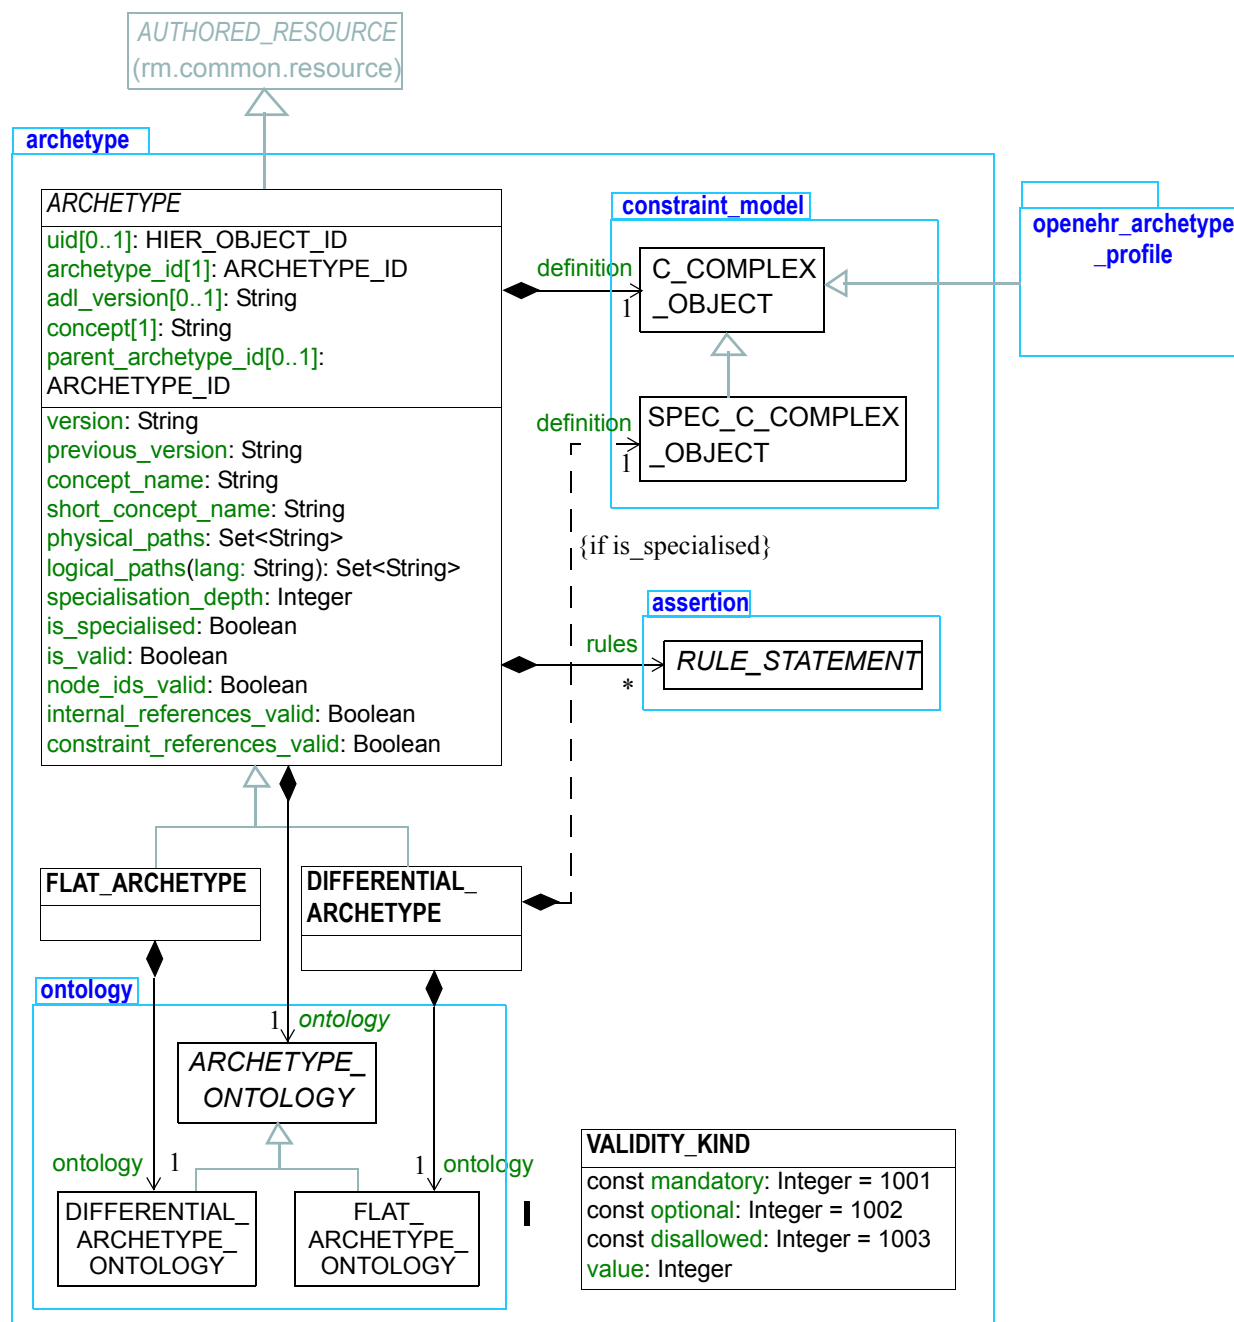 AUTHORED_RESOURCE
(rm.common.resource)
archetype
ARCHETYPE
uid[0..1]: HIER_OBJECT_ID
archetype_id[1]: ARCHETYPE_ID
adl_version[0..1]: String
concept[1]: String
parent_archetype_id[0..1]:
ARCHETYPE_ID
version: String
previous_version: String
concept_name: String
short_concept_name: String
physical_paths: Set<String>
logical_paths(lang: String): Set<String>
specialisation_depth: Integer
is_specialised: Boolean
is_valid: Boolean
node_ids_valid: Boolean
internal_references_valid: Boolean
constraint_references_valid: Boolean
constraint_model
definition
1
C_COMPLEX
_OBJECT
definition
1
SPEC_C_COMPLEX
_OBJECT
openehr_archetype
_profile
{if is_specialised}
assertion
rules
*
RULE_STATEMENT
FLAT_ARCHETYPE
DIFFERENTIAL_
ARCHETYPE
ontology
1 ontology
ARCHETYPE_
ONTOLOGY
ontology 1
1 ontology
DIFFERENTIAL_
ARCHETYPE_
ONTOLOGY
FLAT_
ARCHETYPE_
ONTOLOGY
VALIDITY_KIND
const mandatory: Integer = 1001
const optional: Integer = 1002
const disallowed: Integer = 1003
value: Integer